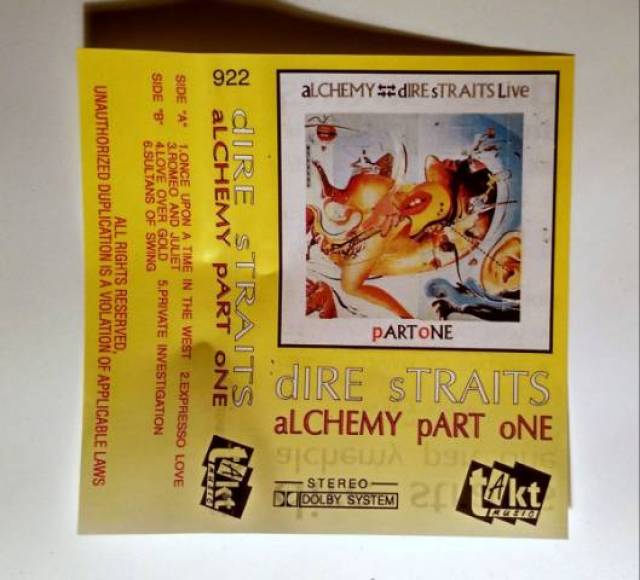 922
aLCHEMY ⇄ dIRE sTRAITS Live
pARToNE
dIRE sTRAITS
aLCHEMY pART oNE
STEREO
DOLBY SYSTEM
tAkt
MUZIC
dIRE sTRAITS
aLCHEMY pART oNE
tAkt
MUZIC
SIDE "A" 1.ONCE UPON A TIME IN THE WEST 2.EXPRESSO LOVE
3.ROMEO AND JULIET
SIDE "B" 4.LOVE OVER GOLD 5.PRIVATE INVESTIGATION
6.SULTANS OF SWING
ALL RIGHTS RESERVED,
UNAUTHORIZED DUPLICATION IS A VIOLATION OF APPLICABLE LAWS